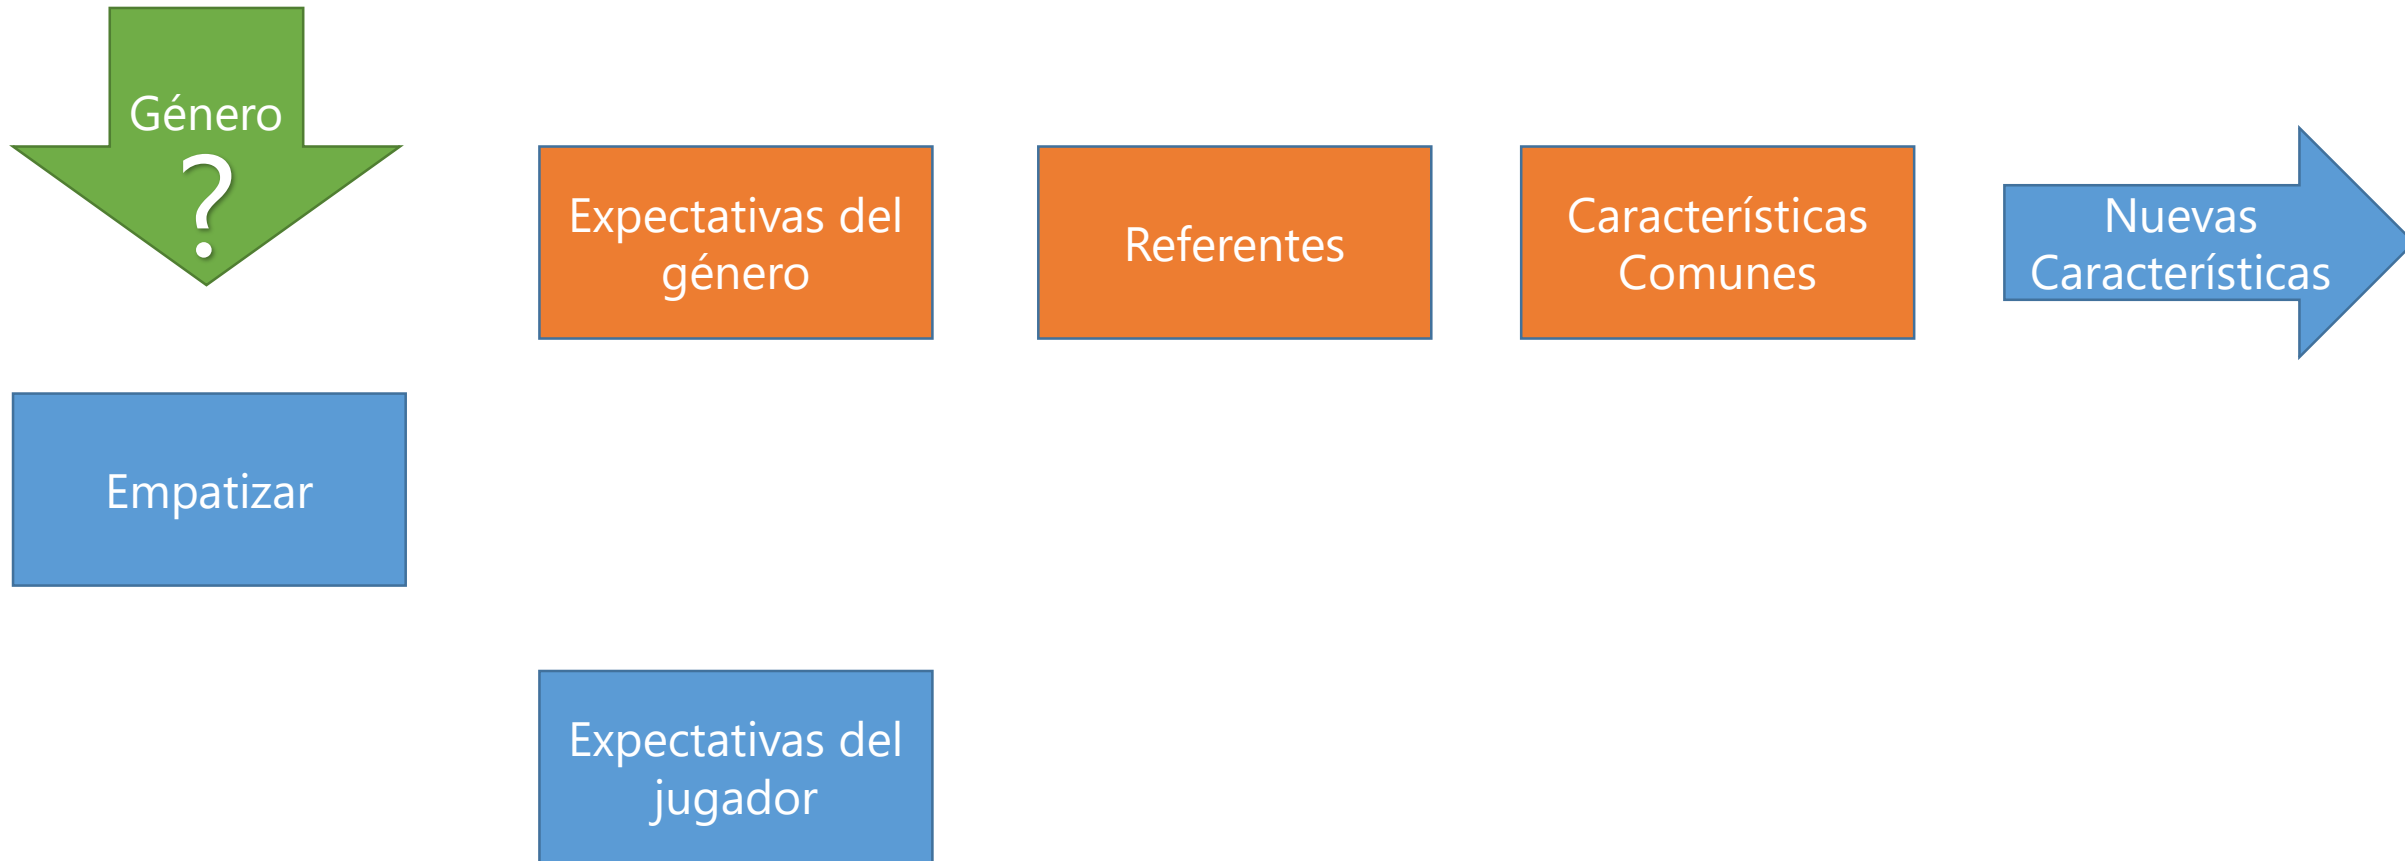 Género
?
Expectativas del
género
Referentes
Características
Comunes
Nuevas
Características
Empatizar
Expectativas del
jugador